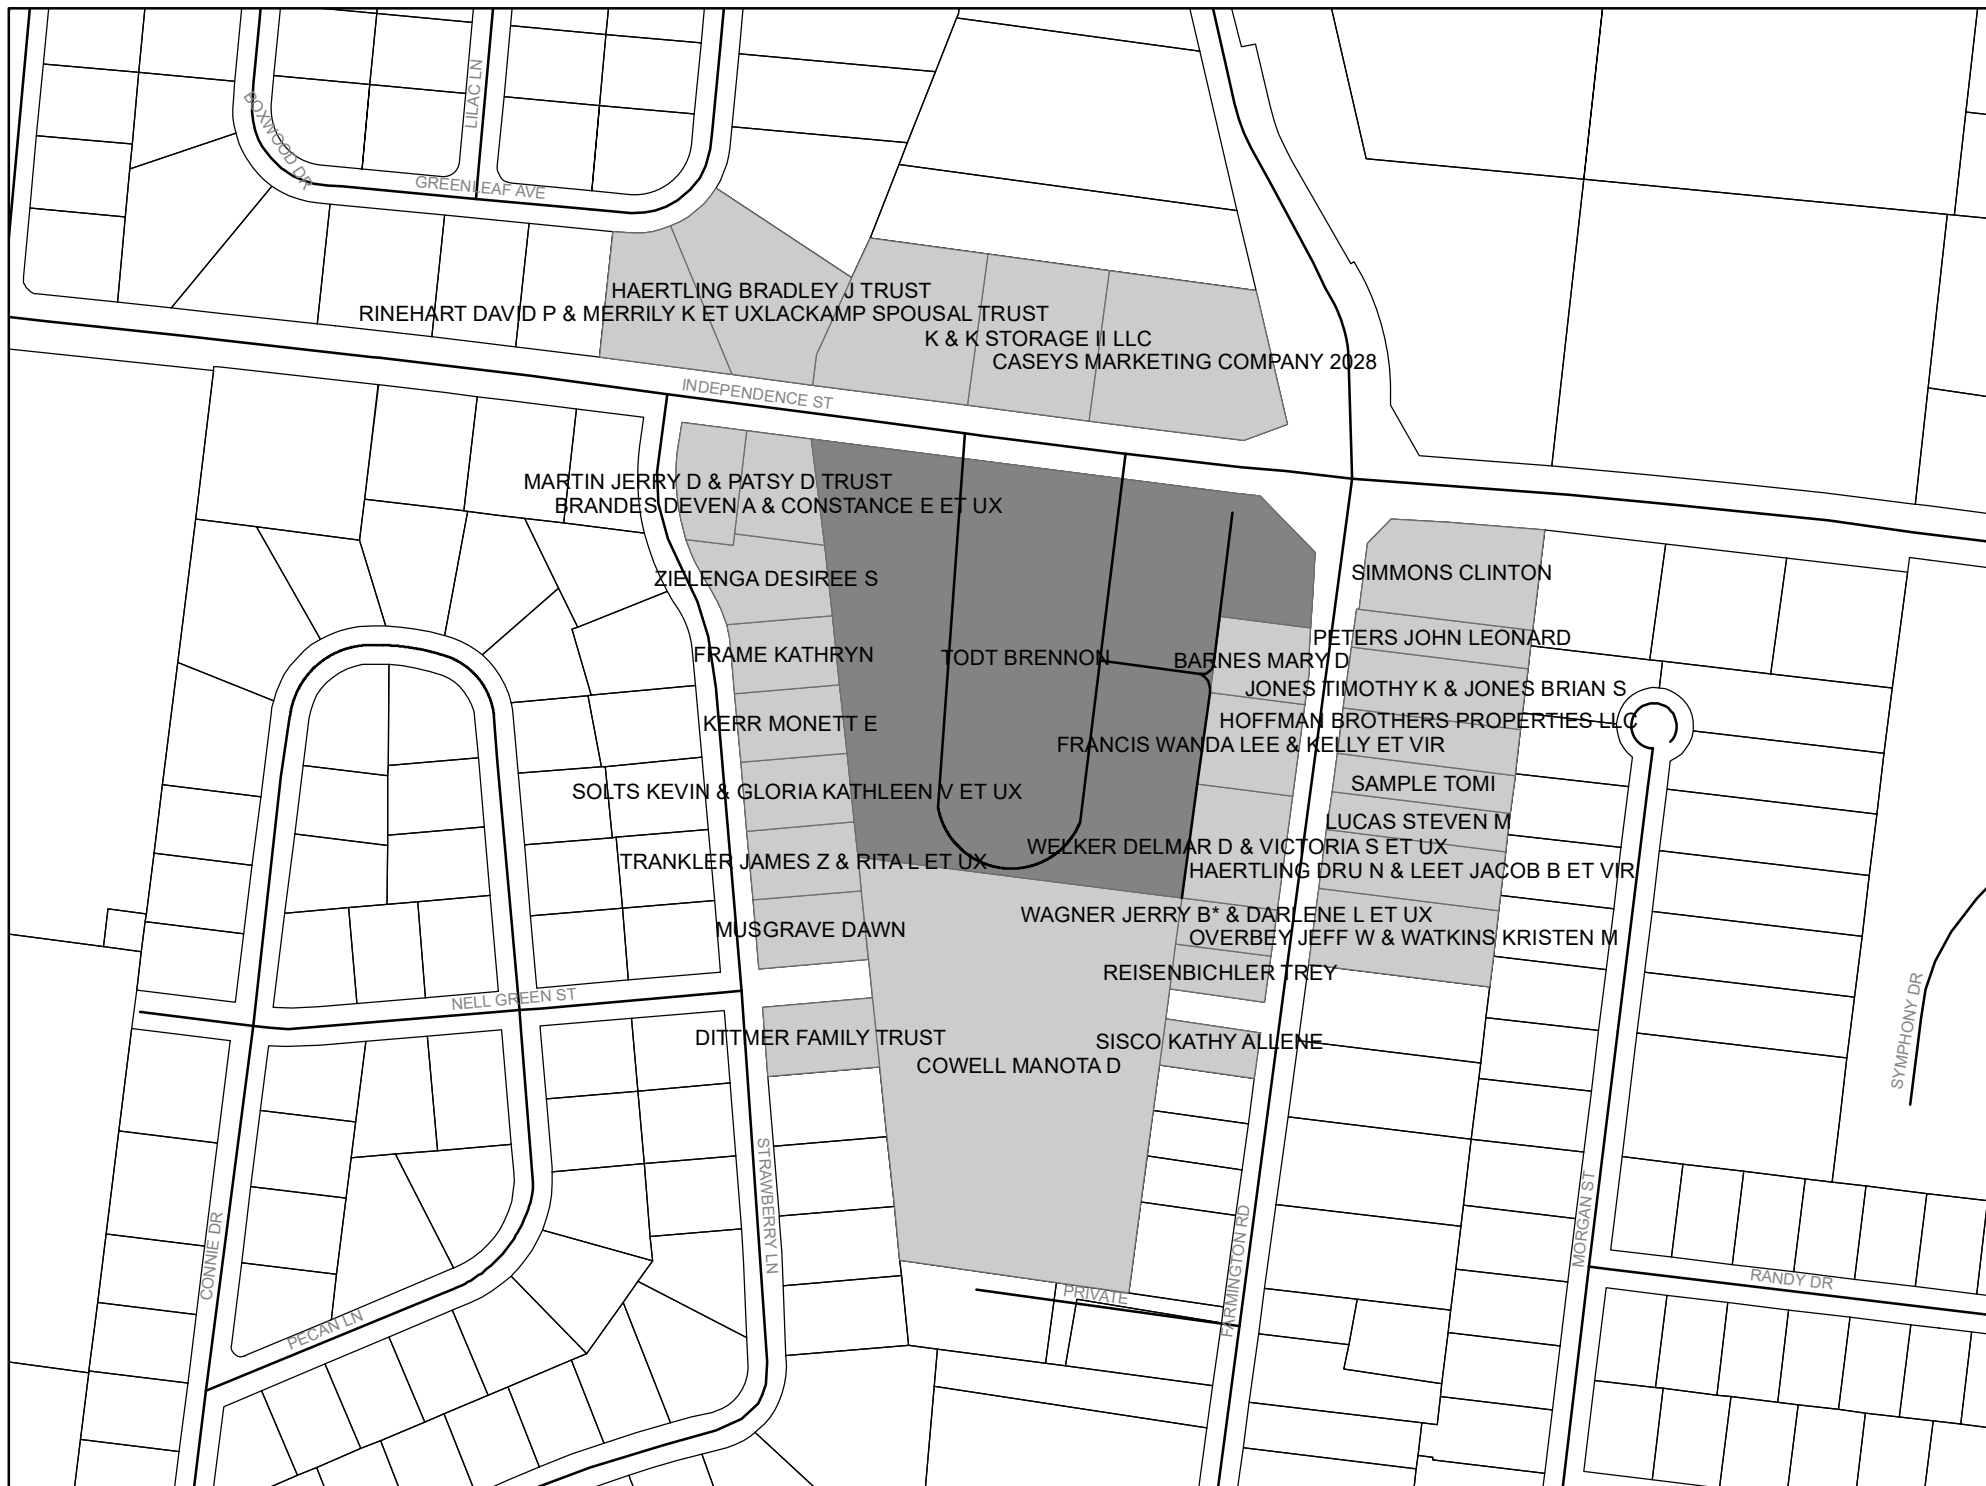 LILAC LN
BOXWOOD DR
GREENLEAF AVE
HAERTLING BRADLEY J TRUST
RINEHART DAVID P & MERRILY K ET UX
LACKAMP SPOUSAL TRUST
K & K STORAGE II LLC
CASEYS MARKETING COMPANY 2028
INDEPENDENCE ST
MARTIN JERRY D & PATSY D TRUST
BRANDES DEVEN A & CONSTANCE E ET UX
ZIELENGA DESIREE S
SIMMONS CLINTON
FRAME KATHRYN
TODT BRENNON
PETERS JOHN LEONARD
BARNES MARY D
JONES TIMOTHY K & JONES BRIAN S
KERR MONETT E
HOFFMAN BROTHERS PROPERTIES LLC
FRANCIS WANDA LEE & KELLY ET VIR
SOLTS KEVIN & GLORIA KATHLEEN V ET UX
SAMPLE TOMI
LUCAS STEVEN M
TRANKLER JAMES Z & RITA L ET UX
WELKER DELMAR D & VICTORIA S ET UX
HAERTLING DRU N & LEET JACOB B ET VIR
MUSGRAVE DAWN
WAGNER JERRY B* & DARLENE L ET UX
OVERBEY JEFF W & WATKINS KRISTEN M
REISENBICHLER TREY
NELL GREEN ST
DITTMER FAMILY TRUST
SISCO KATHY ALLENE
COWELL MANOTA D
SYMPHONY DR
STRAWBERRY LN
CONNIE DR
MORGAN ST
FARMINGTON RD
RANDY DR
PRIVATE
PECAN LN